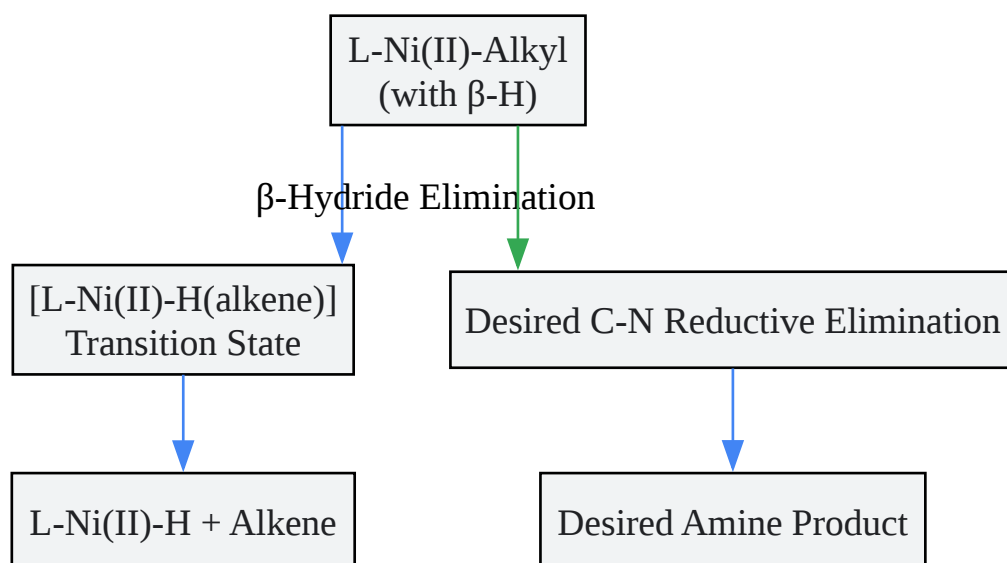 L-Ni(II)-Alkyl
(with β-H)
β-Hydride Elimination
[L-Ni(II)-H(alkene)]
Transition State
Desired C-N Reductive Elimination
L-Ni(II)-H + Alkene
Desired Amine Product